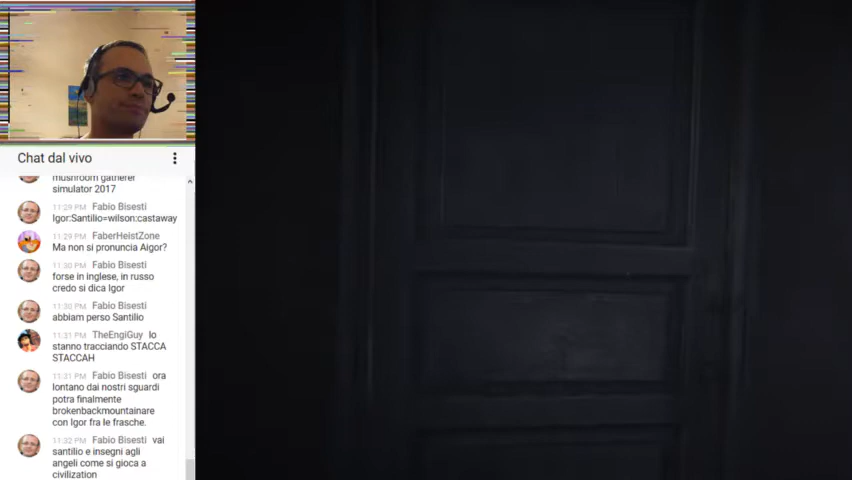 Chat dal vivo
mushroom gatherer
simulator 2017
11:29 PM Fabio Bisesti
Igor:Santilio=wilson:castaway
11:29 PM FaberHeistZone
Ma non si pronuncia Aigor?
11:30 PM Fabio Bisesti
forse in inglese, in russo
credo si dica Igor
11:30 PM Fabio Bisesti
abbiam perso Santilio
11:31 PM TheEngiGuy lo
stanno tracciando STACCA
STACCAH
11:31 PM Fabio Bisesti ora
lontano dai nostri sguardi
potra finalmente
brokenbackmountainare
con Igor fra le frasche.
11:32 PM Fabio Bisesti vai
santilio e insegni agli
angeli come si gioca a
civilization